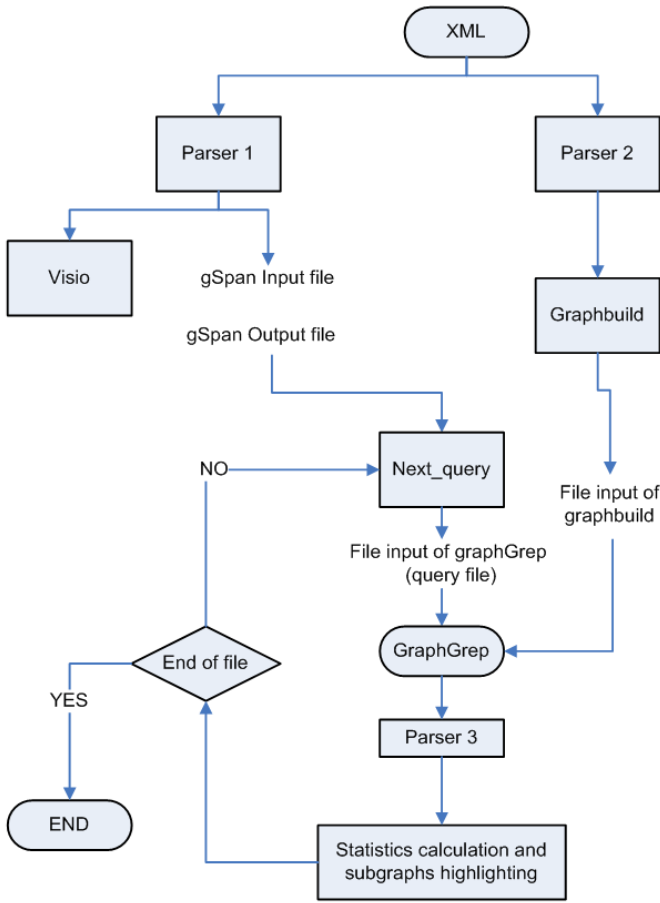 XML
Parser 1
Parser 2
Visio
gSpan Input file
Graphbuild
gSpan Output file
NO
Next_query
File input of
graphbuild
File input of graphGrep
(query file)
End of file
GraphGrep
YES
Parser 3
END
Statistics calculation and
subgraphs highlighting